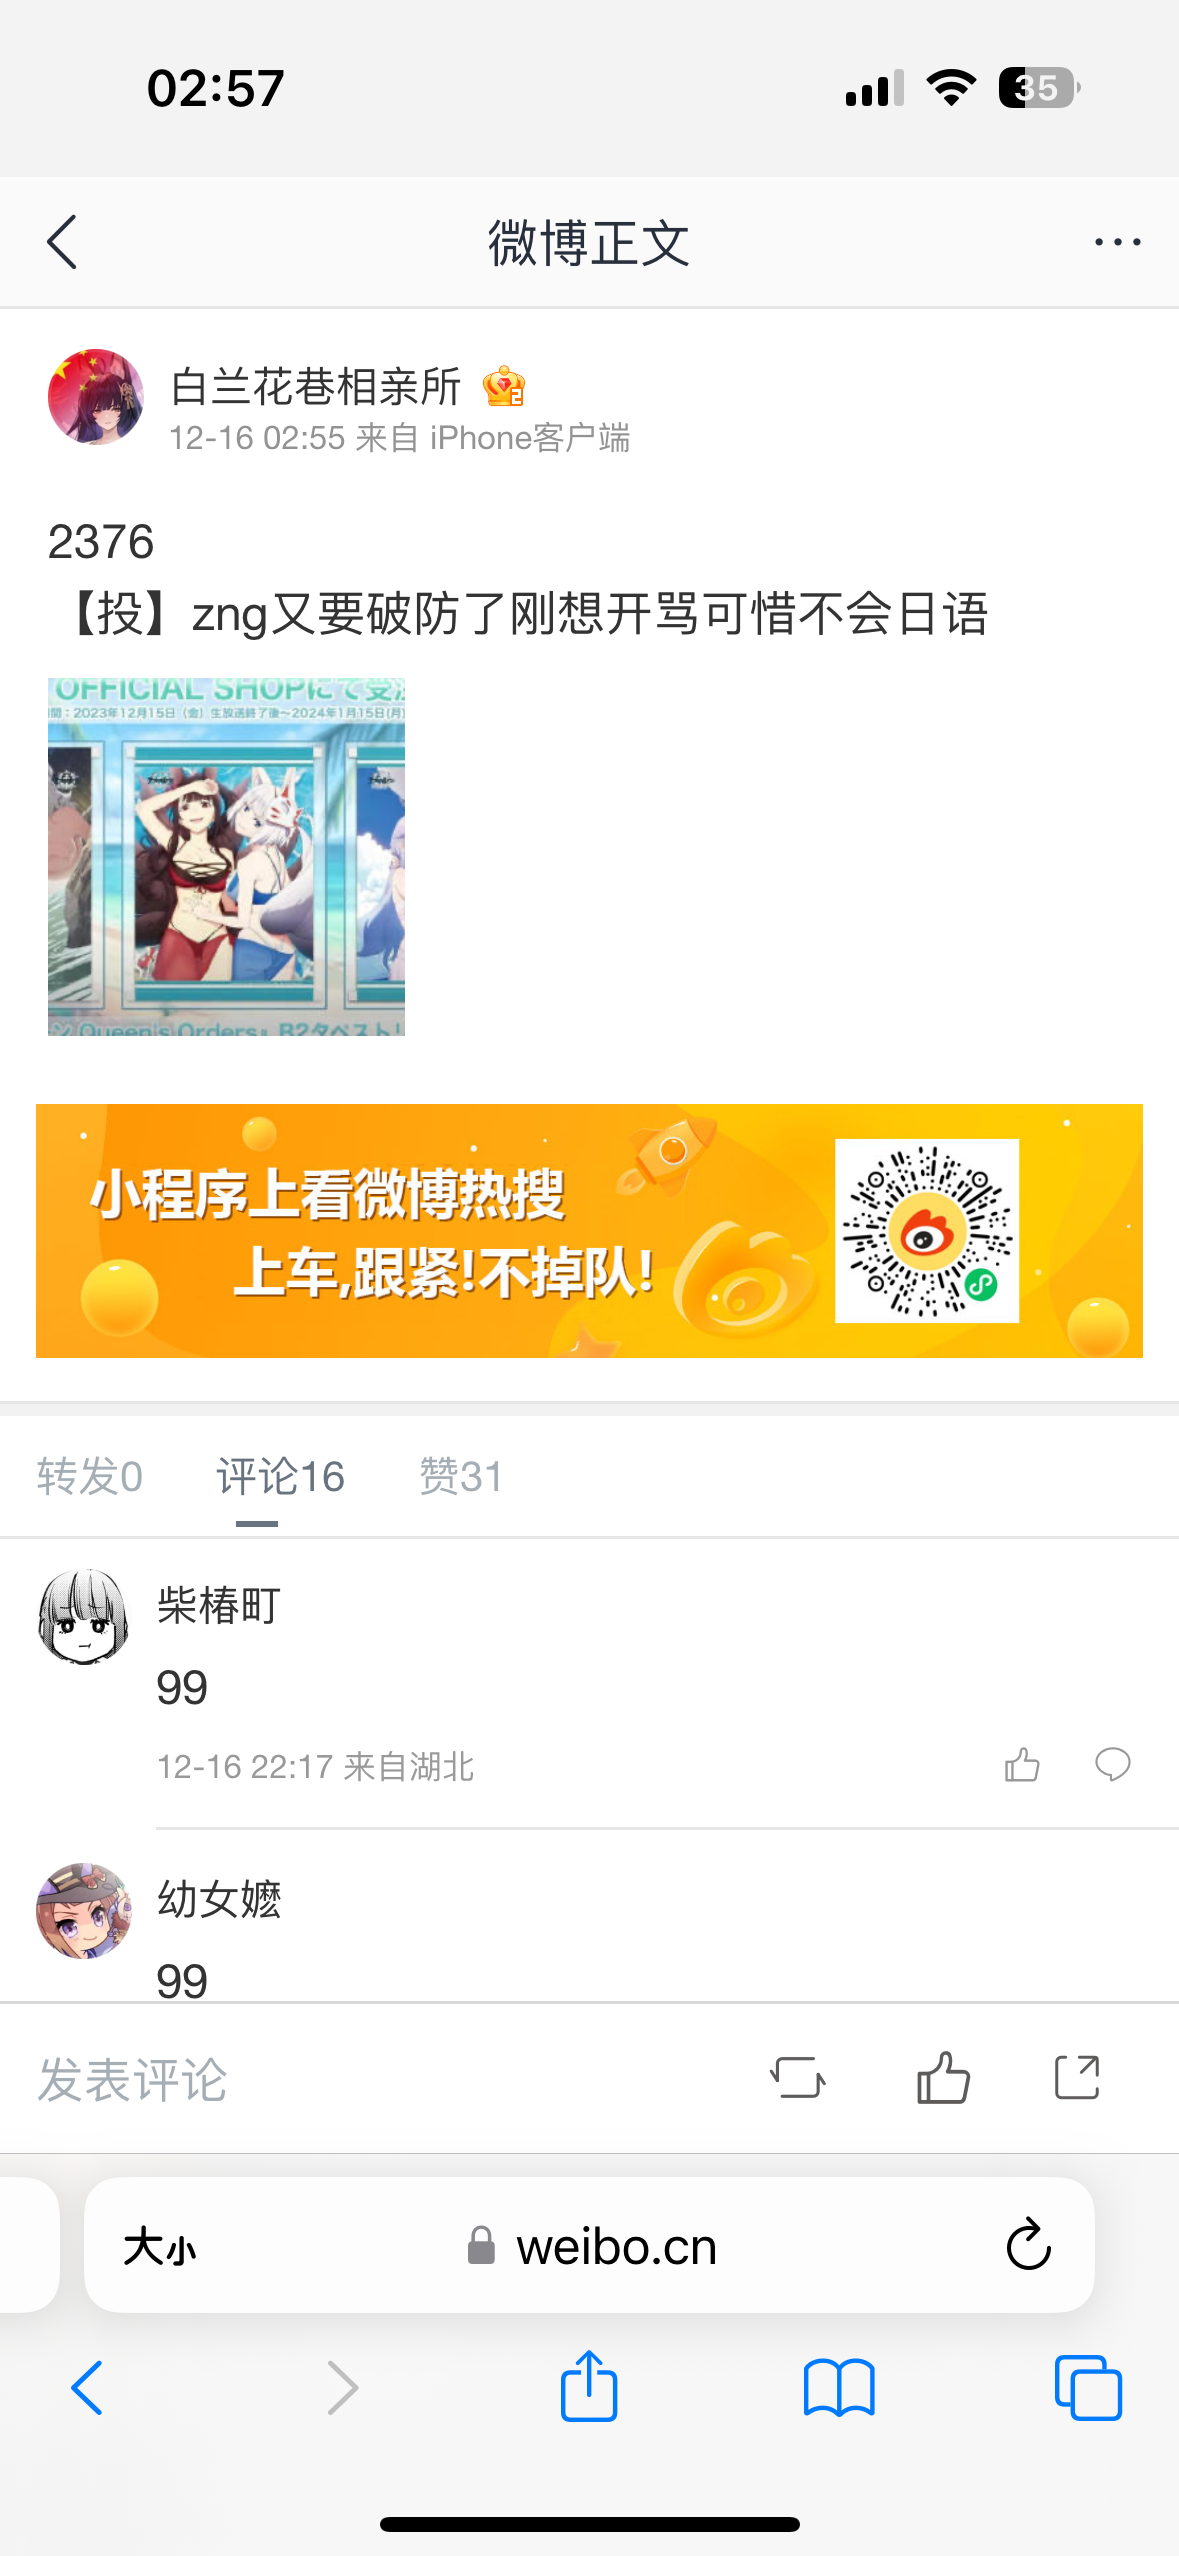 02:57
35
微博正文
白兰花巷相亲所
2
12-16 02:55 来自 iPhone客户端
2376
【投】zng又要破防了刚想开骂可惜不会日语
OFFICIAL SHOPにて受注
間：2023年12月15日（金）生放送終了後～2024年1月15日(月)
ン Queen's Orders』B2タペストリ
小程序上看微博热搜
上车,跟紧!不掉队!
转发0 评论16 赞31
柴椿町
99
12-16 22:17 来自湖北
幼女嬷
99
发表评论
大小 weibo.cn